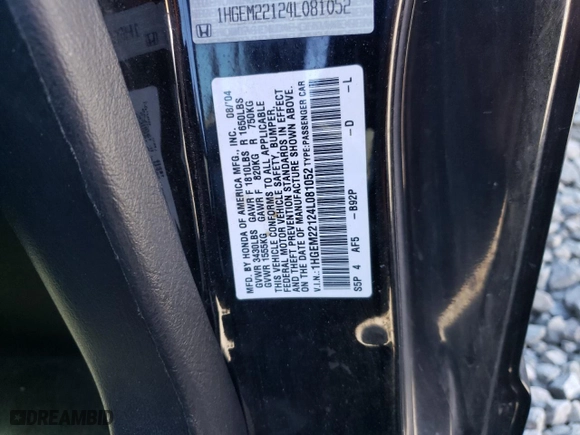 1HGEM22124L081052
MFD. BY HONDA OF AMERICA MFG., INC. 08/'04
GVWR 3430LBS GAWR F 1810LBS R 1650LBS
GVWR 1555KG GAWR F 820KG R 750KG
THIS VEHICLE CONFORMS TO ALL APPLICABLE
FEDERAL MOTOR VEHICLE SAFETY, BUMPER,
AND THEFT PREVENTION STANDARDS IN EFFECT
ON THE DATE OF MANUFACTURE SHOWN ABOVE.
V.I.N.:1HGEM22124L081052 TYPE:PASSENGER CAR
S5P 4 AF5 -B92P -D -L
DREAMBID